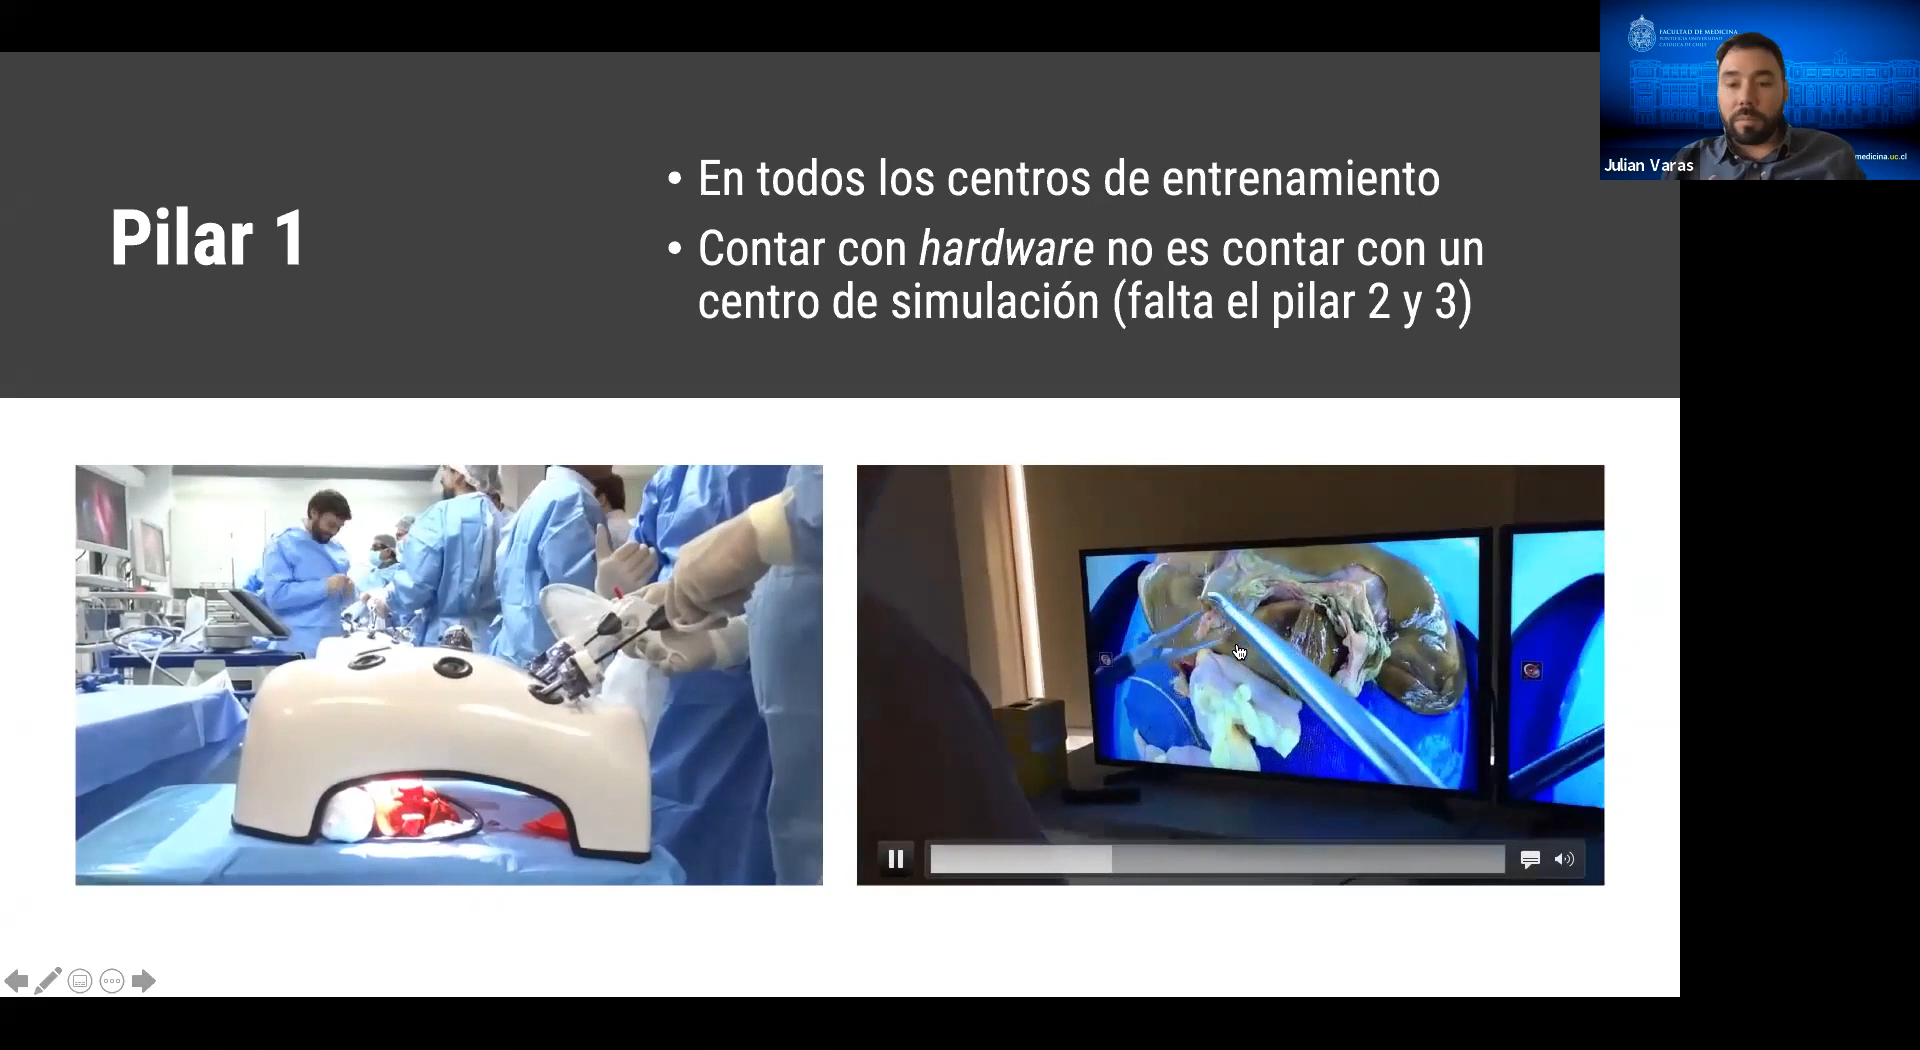 FACULTAD DE MEDICINA
PONTIFICIA UNIVERSIDAD
CATÓLICA DE CHILE
medicina.uc.cl
Julian Varas
Pilar 1
• En todos los centros de entrenamiento
• Contar con hardware no es contar con un
centro de simulación (falta el pilar 2 y 3)